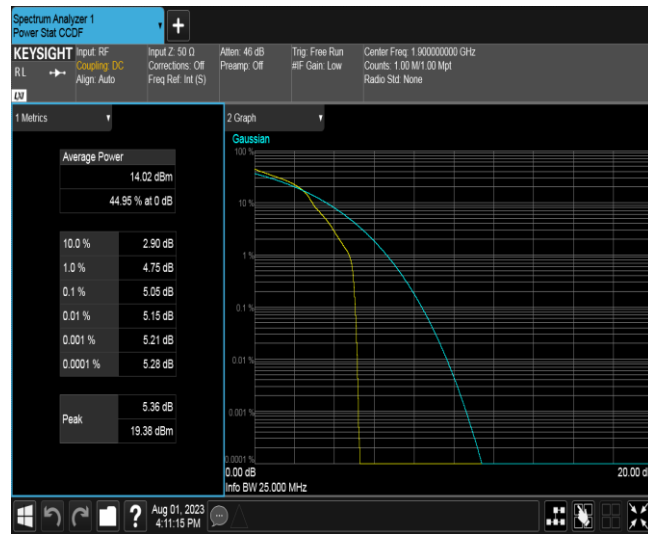 Spectrum Analyzer 1
Power Stat CCDF
+
KEYSIGHT
RL
LXI
Input: RF
Coupling: DC
Align: Auto
Input Z: 50 Ω
Corrections: Off
Freq Ref: Int (S)
Atten: 46 dB
Preamp: Off
Trig: Free Run
#IF Gain: Low
Center Freq: 1.900000000 GHz
Counts: 1.00 M/1.00 Mpt
Radio Std: None
1 Metrics
Average Power
14.02 dBm
44.95 % at 0 dB
10.0 % 2.90 dB
1.0 % 4.75 dB
0.1 % 5.05 dB
0.01 % 5.15 dB
0.001 % 5.21 dB
0.0001 % 5.28 dB
Peak
5.36 dB
19.38 dBm
2 Graph
Gaussian
100 %
10 %
1 %
0.1 %
0.01 %
0.001 %
0.0001 %
0.00 dB
20.00 d
Info BW 25.000 MHz
?
Aug 01, 2023
4:11:15 PM